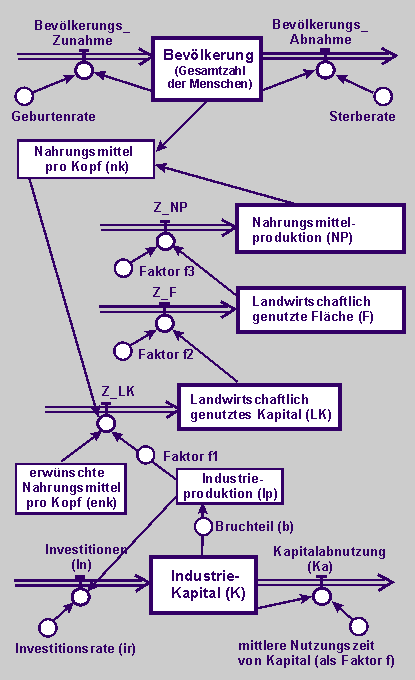 Bevölkerungs_
Zunahme
Bevölkerungs_
Abnahme
Bevölkerung
(Gesamtzahl
der Menschen)
Geburtenrate
Sterberate
Nahrungsmittel
pro Kopf (nk)
Z_NP
Nahrungsmittel-
produktion (NP)
Faktor f3
Z_F
Landwirtschaftlich
genutzte Fläche (F)
Faktor f2
Z_LK
Landwirtschaftlich
genutztes Kapital (LK)
Faktor f1
erwünschte
Nahrungsmittel
pro Kopf (enk)
Industrie-
produktion (Ip)
Bruchteil (b)
Investitionen
(In)
Kapitalabnutzung
(Ka)
Industrie-
Kapital (K)
Investitionsrate (ir)
mittlere Nutzungszeit
von Kapital (als Faktor f)